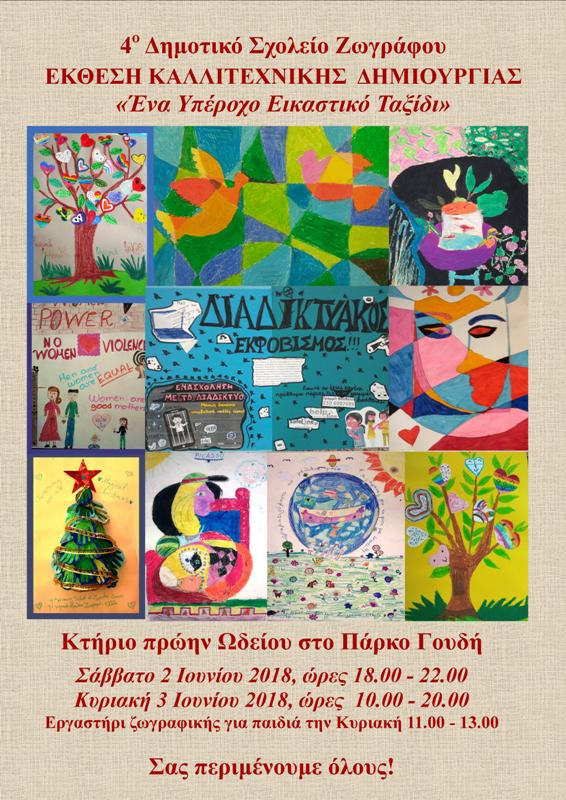 4ο Δημοτικό Σχολείο Ζωγράφου
ΕΚΘΕΣΗ ΚΑΛΛΙΤΕΧΝΙΚΗΣ ΔΗΜΙΟΥΡΓΙΑΣ
«Ένα Υπέροχο Εικαστικό Ταξίδι»
POWER
NO VIOLENCE
WOMEN
Men and
women
are EQUAL
Women are
good mothers
ΔΙΑΔΙΚΤΥΑΚΟΣ
ΕΚΦΟΒΙΣΜΟΣ!!!
ΕΝΑΣΧΟΛΗΣΗ
ΜΕ ΤΟ ΔΙΑΔΙΚΤΥΟ
help
PICASSO
Κτήριο πρώην Ωδείου στο Πάρκο Γουδή
Σάββατο 2 Ιουνίου 2018, ώρες 18.00 - 22.00
Κυριακή 3 Ιουνίου 2018, ώρες 10.00 - 20.00
Εργαστήρι ζωγραφικής για παιδιά την Κυριακή 11.00 - 13.00
Σας περιμένουμε όλους!